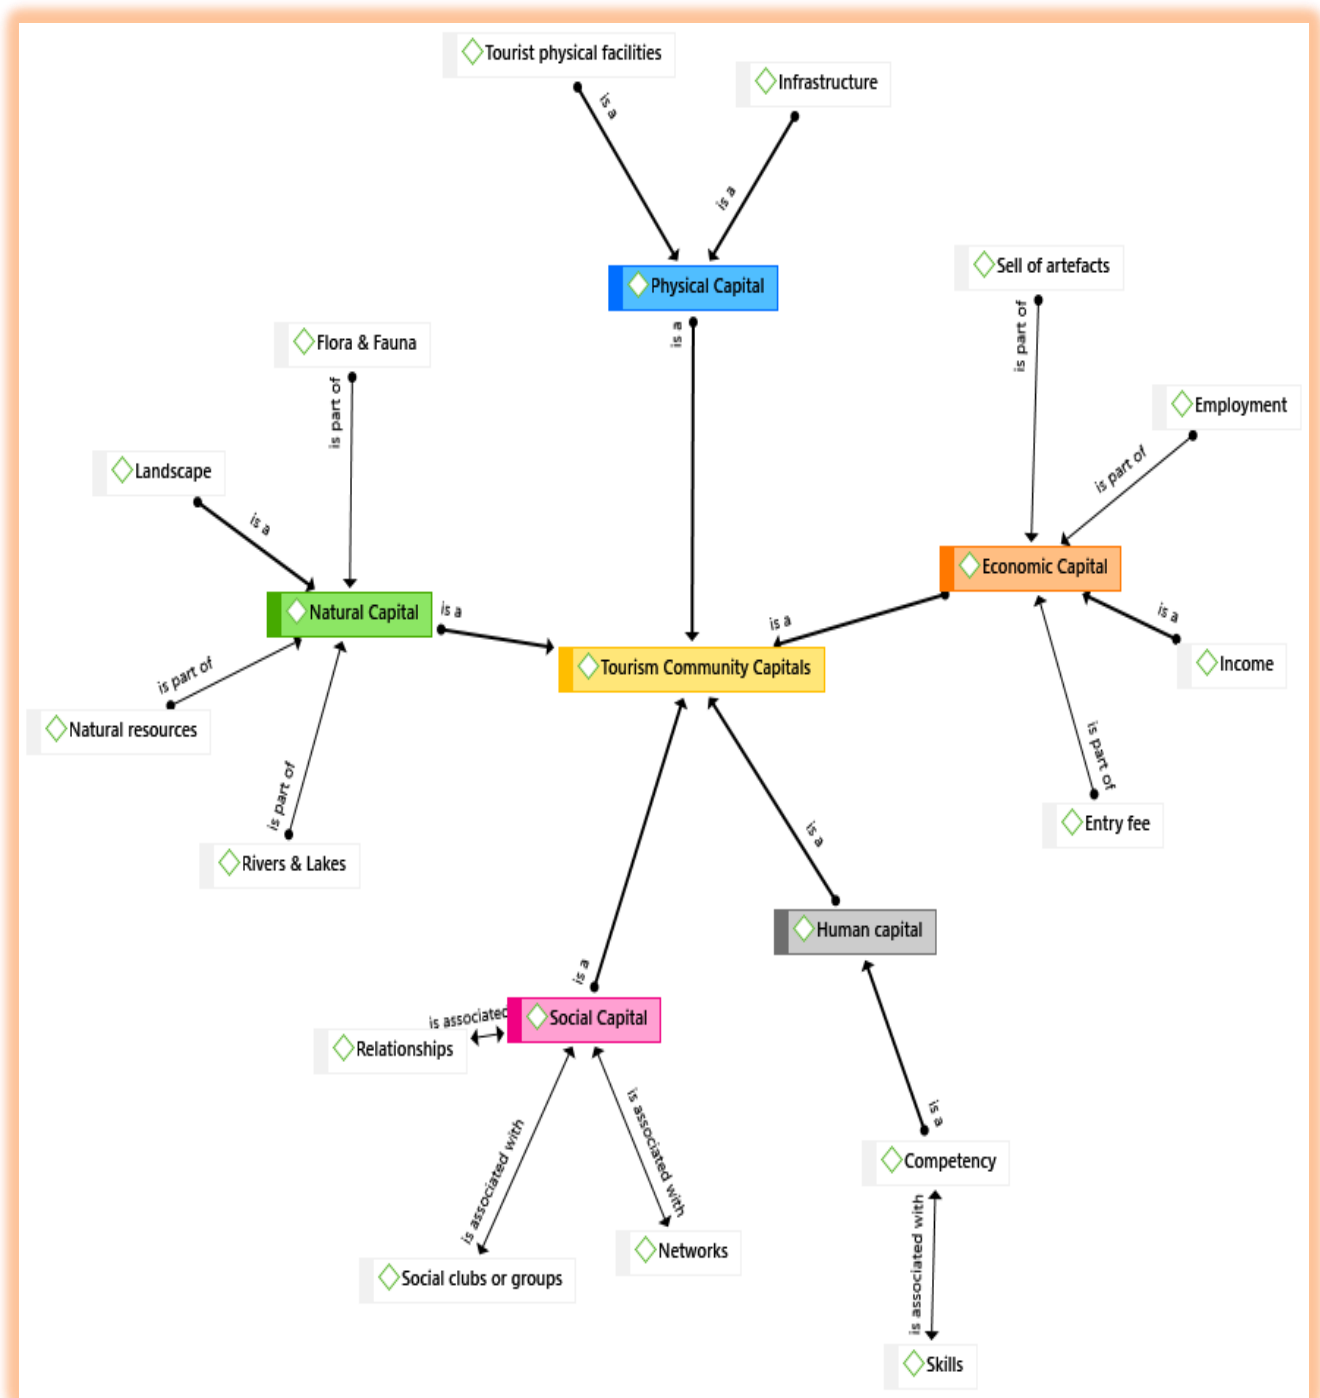 Tourist physical facilities
Infrastructure
is a
is a
Physical Capital
is a
Sell of artefacts
is part of
Flora & Fauna
is part of
Employment
is part of
Landscape
is a
Economic Capital
Natural Capital
is a
is a
is a
Tourism Community Capitals
Income
is part of
Natural resources
is part of
is part of
Entry fee
is a
Rivers & Lakes
Human capital
is a
is associated
Social Capital
Relationships
is associated with
is associated with
is a
Competency
is associated with
Networks
Social clubs or groups
Skills